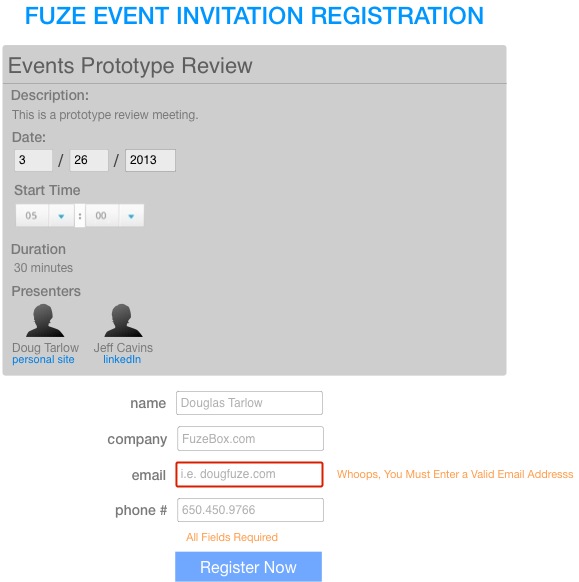 FUZE EVENT INVITATION REGISTRATION
Events Prototype Review
Description:
This is a prototype review meeting.
Date:
3 / 26 / 2013
Start Time
05 : 00
Duration
30 minutes
Presenters
Doug Tarlow Jeff Cavins
personal site linkedIn
name Douglas Tarlow
company FuzeBox.com
email i.e. dougfuze.com Whoops, You Must Enter a Valid Email Addresss
phone # 650.450.9766
All Fields Required
Register Now